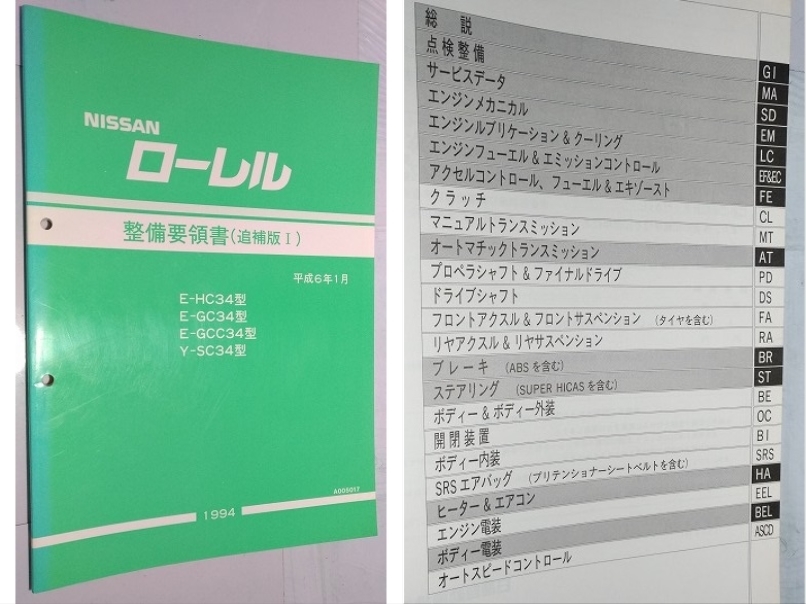 NISSAN
ローレル
整備要領書(追補版Ⅰ)
平成6年1月
E-HC34型
E-GC34型
E-GCC34型
Y-SC34型
A006017
1994
総 説 GI
点検整備 MA
サービスデータ SD
エンジンメカニカル EM
エンジンルブリケーション & クーリング LC
エンジンフューエル & エミッションコントロール EF&EC
アクセルコントロール、フューエル & エキゾースト FE
クラッチ CL
マニュアルトランスミッション MT
オートマチックトランスミッション AT
プロペラシャフト & ファイナルドライブ PD
ドライブシャフト DS
フロントアクスル & フロントサスペンション (タイヤを含む) FA
リヤアクスル & リヤサスペンション RA
ブレーキ (ABSを含む) BR
ステアリング (SUPER HICASを含む) ST
ボディー & ボディー外装 BE
開閉装置 OC
ボディー内装 BI
SRSエアバッグ (プリテンショナーシートベルトを含む) SRS
ヒーター & エアコン HA
エンジン電装 EEL
ボディー電装 BEL
オートスピードコントロール ASCD